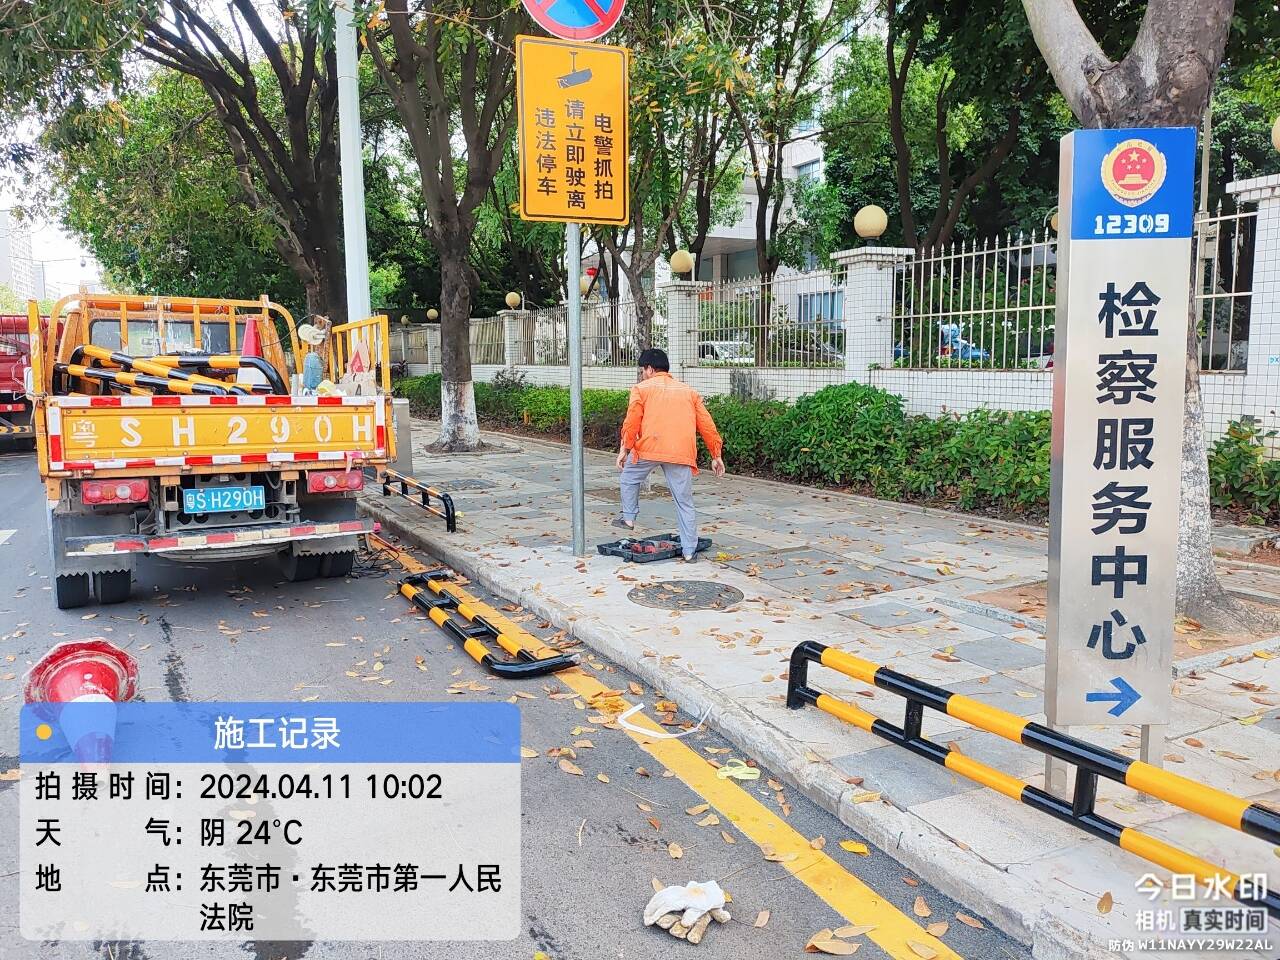 电警抓拍
请立即驶离
违法停车
12309
检察服务中心
粤SH290H
粤S·H290H
施工记录
拍摄时间：2024.04.11 10:02
天气：阴 24℃
地点：东莞市·东莞市第一人民
法院
今日水印
相机 真实时间
防伪 W11NAYY29W22AL